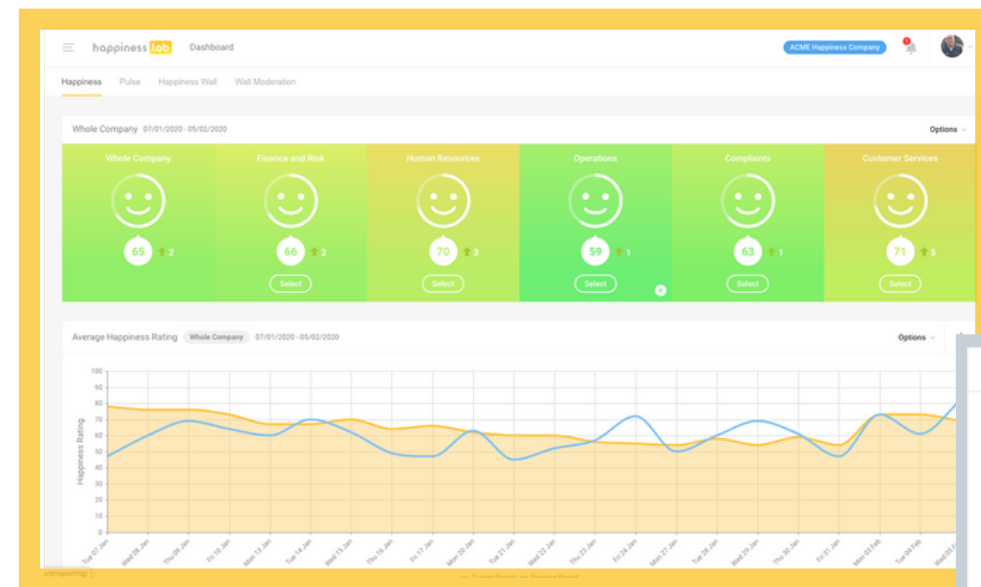 happiness lab Dashboard ACME Happiness Company 1
Happiness Pulse Happiness Wall Wall Moderation
Whole Company 07/01/2020 - 05/02/2020 Options
Whole Company Finance and Risk Human Resources Operations Complaints Customer Services
65 2 66 2 70 3 59 1 63 1 71 5
Select Select Select Select Select
Average Happiness Rating Whole Company 07/01/2020 - 05/02/2020 Options
100
90
80
70
60
50
40
30
20
10
0
Happiness Rating
Tue 07 Jan Wed 08 Jan Thu 09 Jan Fri 10 Jan Mon 13 Jan Tue 14 Jan Wed 15 Jan Thu 16 Jan Fri 17 Jan Mon 20 Jan Tue 21 Jan Wed 22 Jan Thu 23 Jan Fri 24 Jan Mon 27 Jan Tue 28 Jan Wed 29 Jan Thu 30 Jan Fri 31 Jan Mon 03 Feb Tue 04 Feb Wed 05 Feb